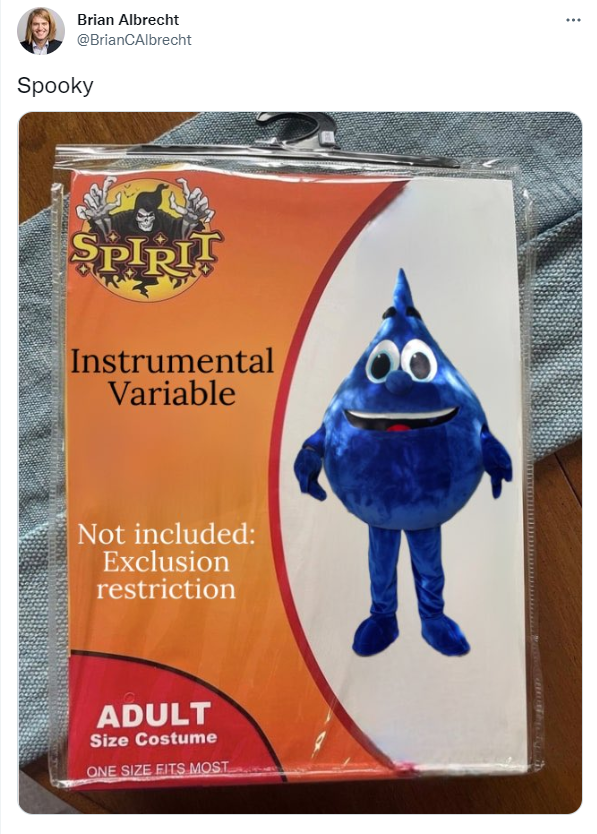 Brian Albrecht
@BrianCAlbrecht
Spooky
SPIRIT
Instrumental
Variable
Not included:
Exclusion
restriction
ADULT
Size Costume
ONE SIZE FITS MOST